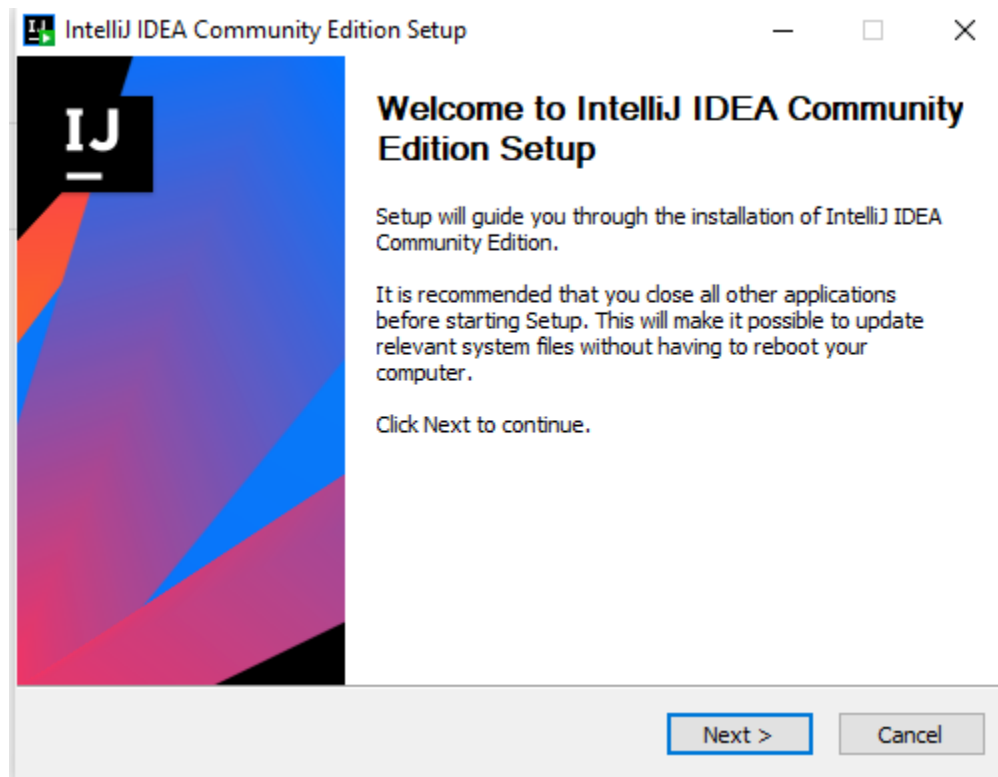 IntelliJ IDEA Community Edition Setup
IJ
Welcome to IntelliJ IDEA Community
Edition Setup
Setup will guide you through the installation of IntelliJ IDEA
Community Edition.
It is recommended that you close all other applications
before starting Setup. This will make it possible to update
relevant system files without having to reboot your
computer.
Click Next to continue.
Next >
Cancel